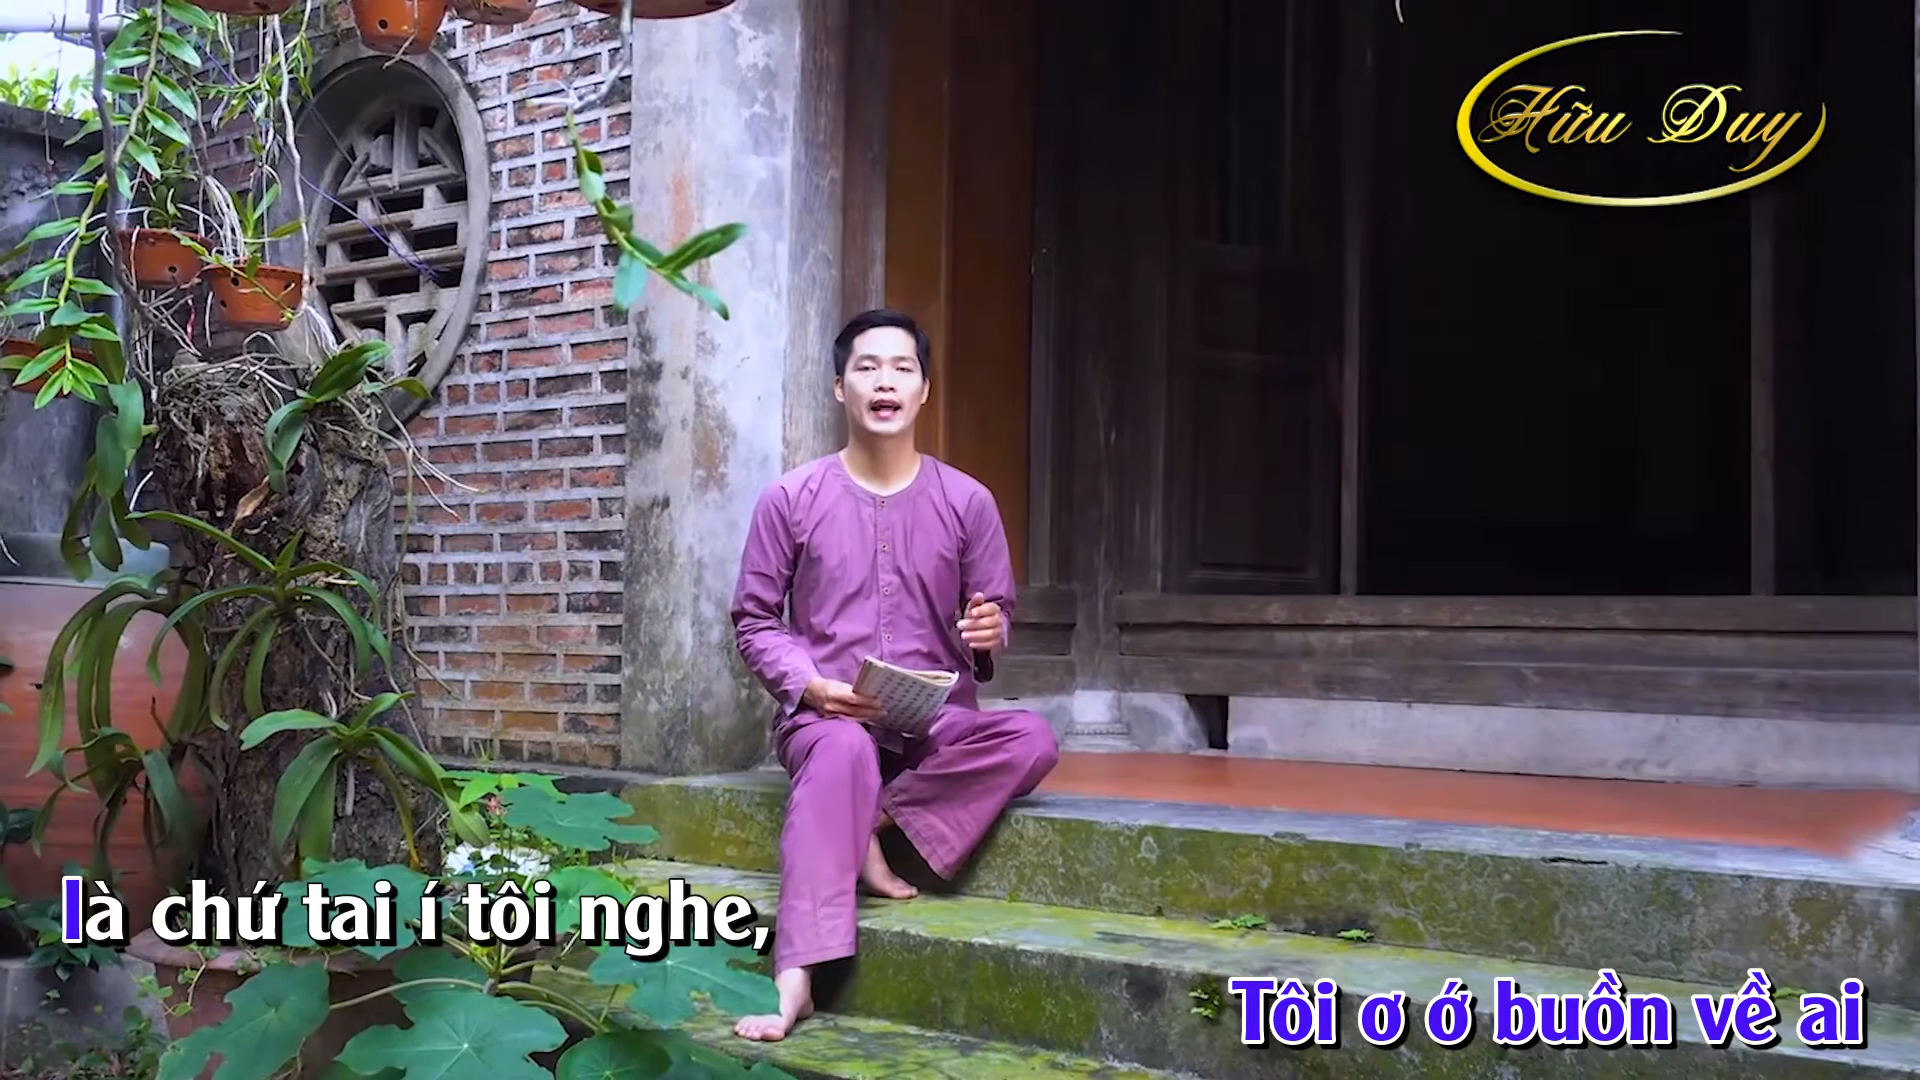 Hữu Duy
là chứ tai í tôi nghe,
Tôi ơ ớ buồn về ai